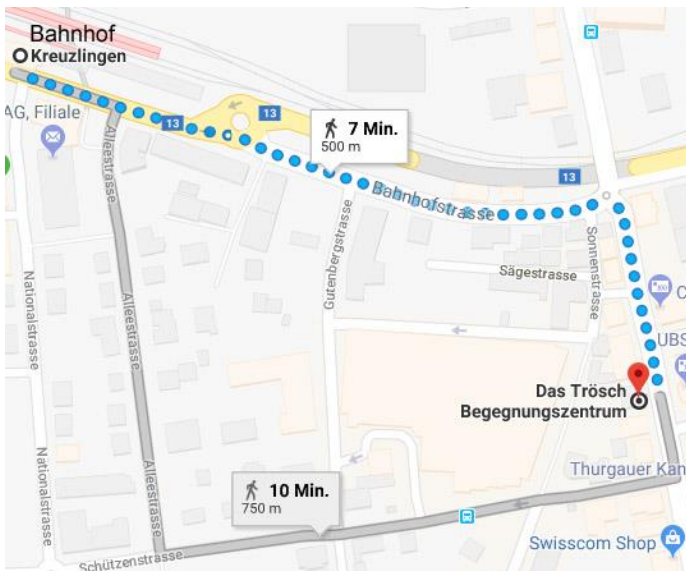 Bahnhof
Kreuzlingen
AG, Filiale
13
13
7 Min.
500 m
13
Alleestrasse
Bahnhofstrasse
Gutenbergstrasse
Sonnenstrasse
Sägestrasse
Nationalstrasse
Alleestrasse
UBS
Das Trösch
Begegnungszentrum
Nationalstrasse
Alleestrasse
Thurgauer Kan
10 Min.
750 m
Swisscom Shop
Schützenstrasse